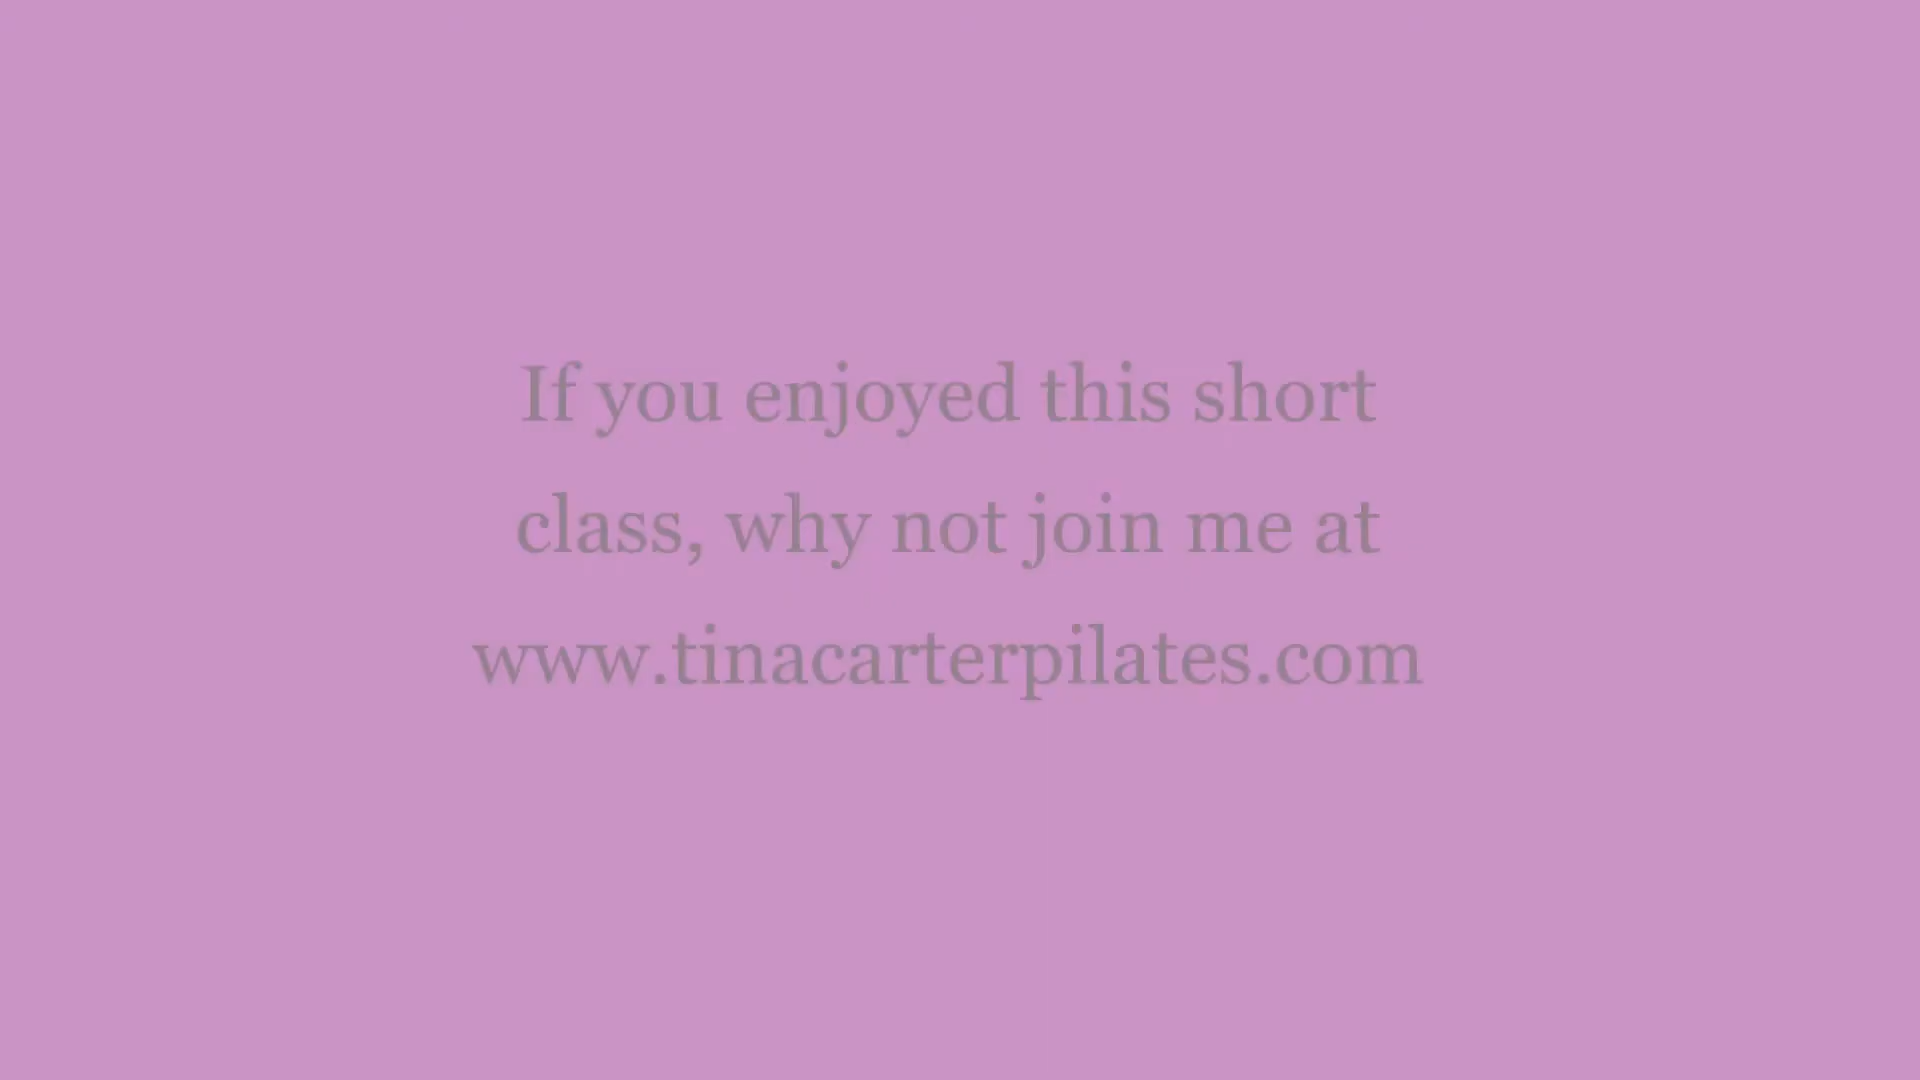 If you enjoyed this short
class, why not join me at
www.tinacarterpilates.com